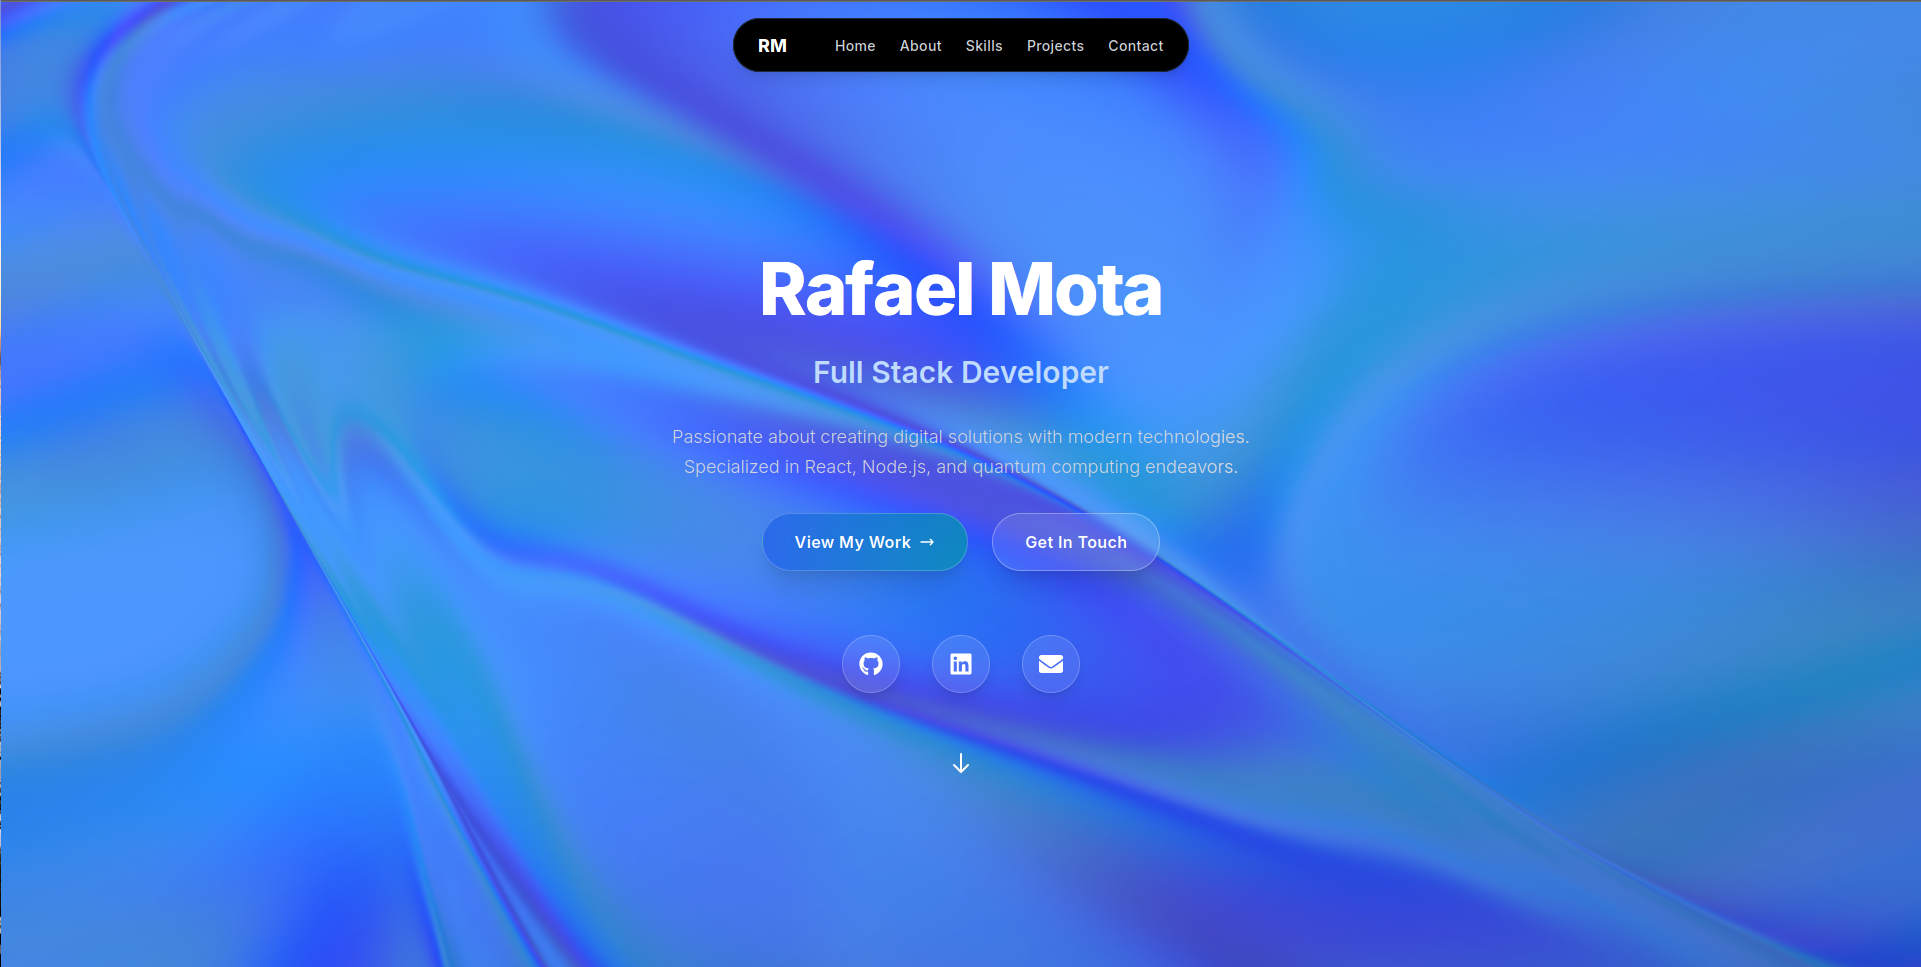 RM
Home About Skills Projects Contact
Rafael Mota
Full Stack Developer
Passionate about creating digital solutions with modern technologies.
Specialized in React, Node.js, and quantum computing endeavors.
View My Work →
Get In Touch
in